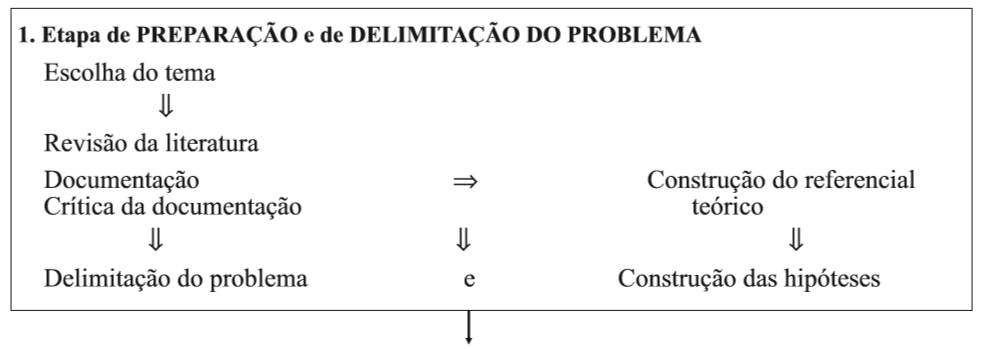 1. Etapa de PREPARAÇÃO e de DELIMITAÇÃO DO PROBLEMA
Escolha do tema
⇓
Revisão da literatura
Documentação ⇒ Construção do referencial
Crítica da documentação teórico
⇓ ⇓ ⇓
Delimitação do problema e Construção das hipóteses